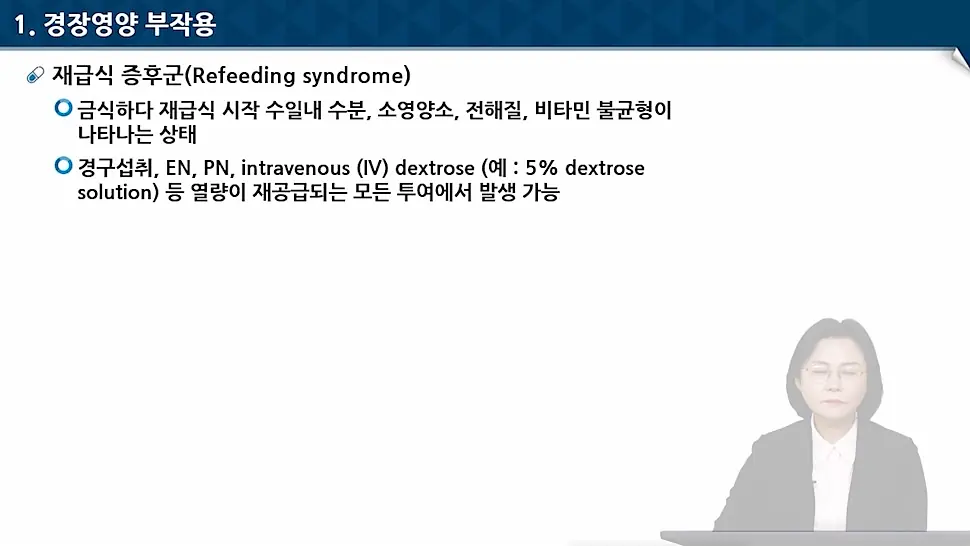 1. 경장영양 부작용
재급식 증후군(Refeeding syndrome)
금식하다 재급식 시작 수일내 수분, 소영양소, 전해질, 비타민 불균형이
나타나는 상태
경구섭취, EN, PN, intravenous (IV) dextrose (예 : 5% dextrose
solution) 등 열량이 재공급되는 모든 투여에서 발생 가능